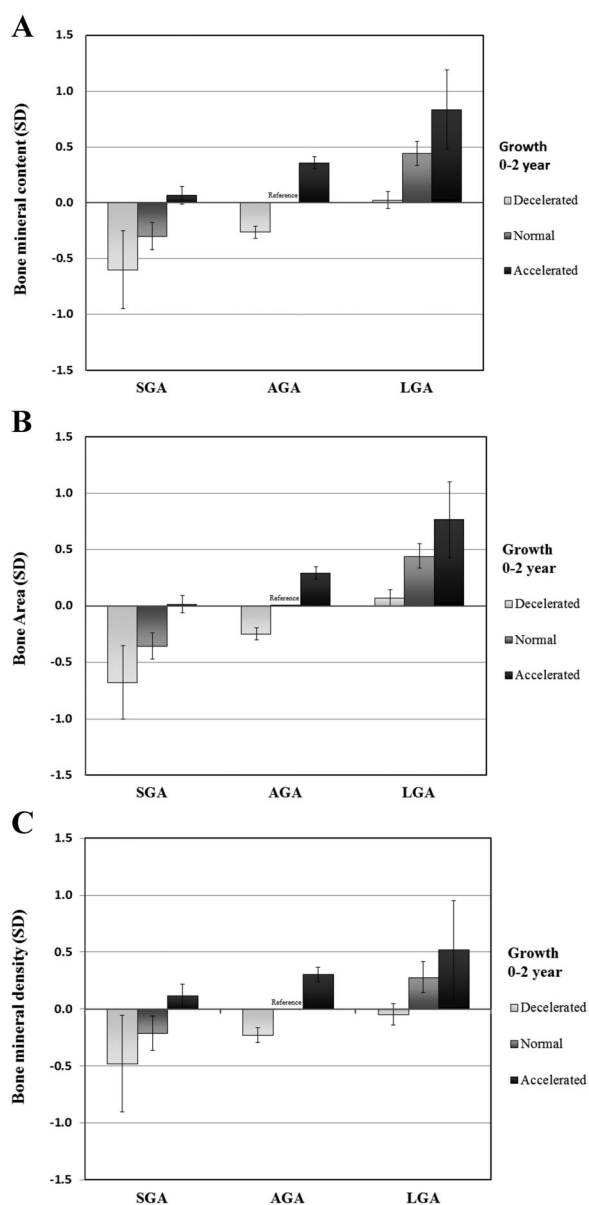 A
Bone mineral content (SD)
1.5
1.0
0.5
0.0
-0.5
-1.0
-1.5
Reference
SGA AGA LGA
Growth
0-2 year
Decelerated
Normal
Accelerated
B
Bone Area (SD)
1.5
1.0
0.5
0.0
-0.5
-1.0
-1.5
Reference
SGA AGA LGA
Growth
0-2 year
Decelerated
Normal
Accelerated
C
Bone mineral density (SD)
1.5
1.0
0.5
0.0
-0.5
-1.0
-1.5
Reference
SGA AGA LGA
Growth
0-2 year
Decelerated
Normal
Accelerated